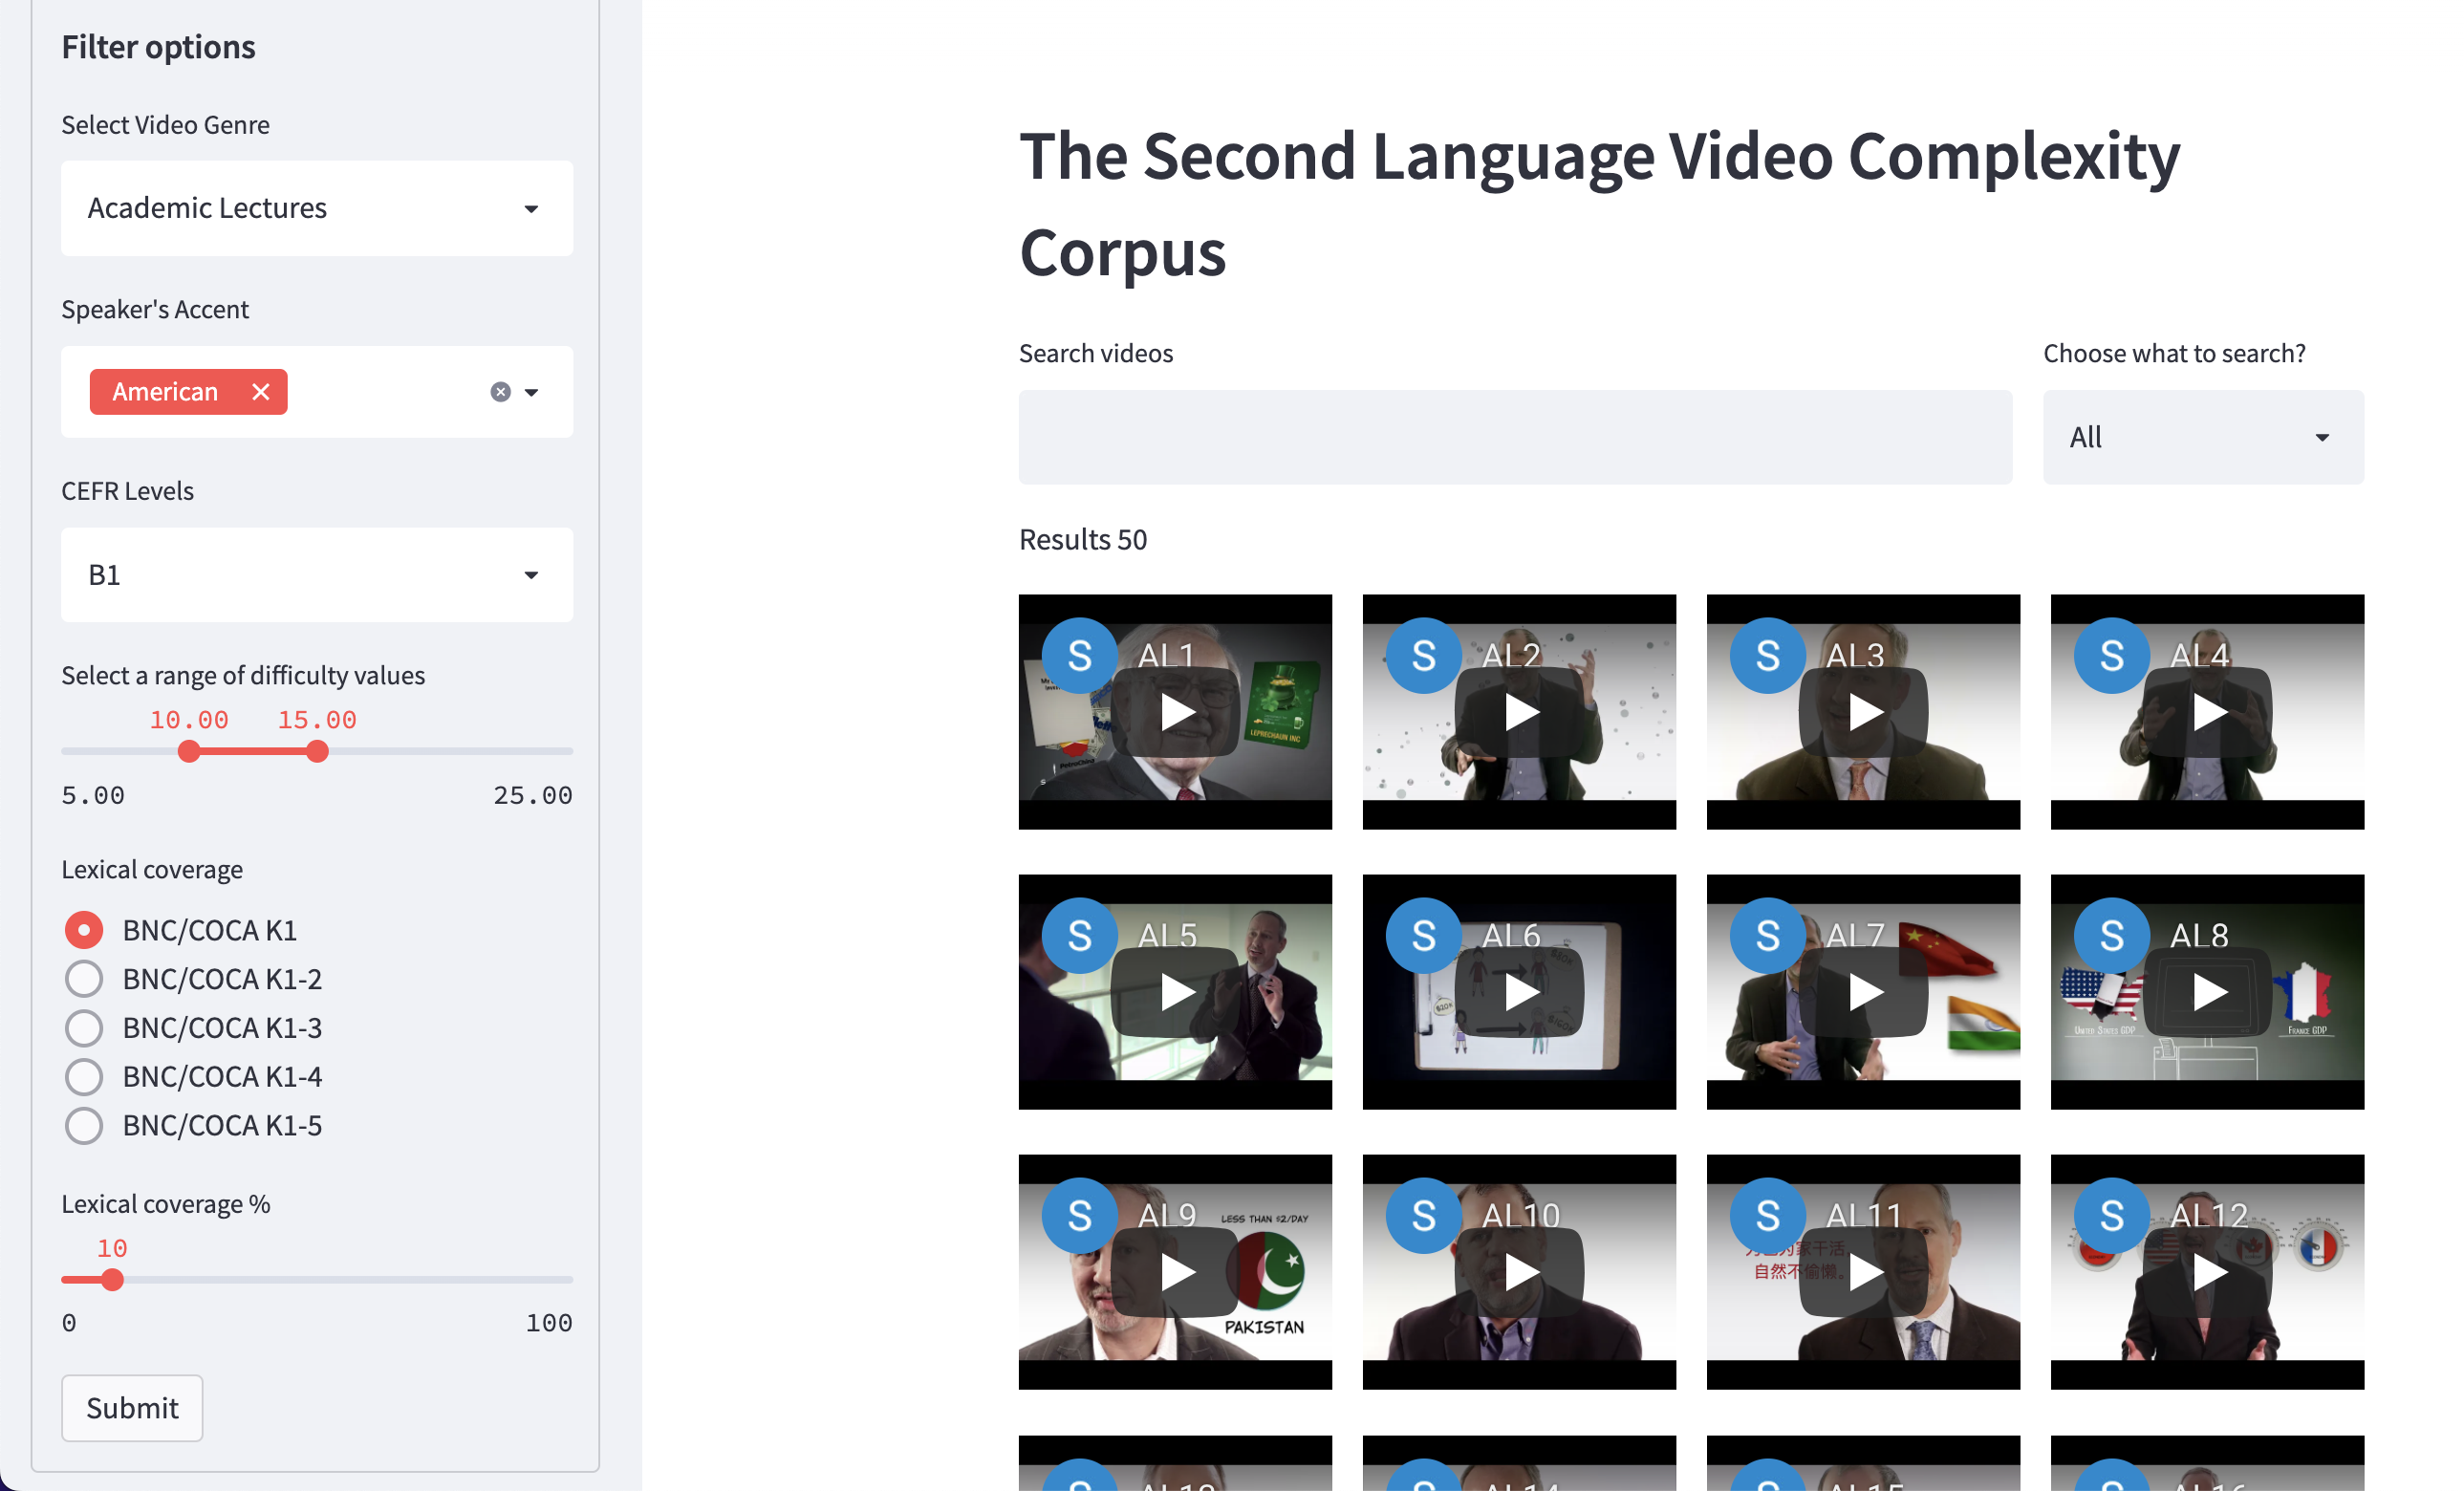 Filter options
Select Video Genre
Academic Lectures
Speaker's Accent
American
CEFR Levels
B1
Select a range of difficulty values
10.00 15.00
5.00 25.00
Lexical coverage
BNC/COCA K1
BNC/COCA K1-2
BNC/COCA K1-3
BNC/COCA K1-4
BNC/COCA K1-5
Lexical coverage %
10
0 100
Submit
The Second Language Video Complexity
Corpus
Search videos
Choose what to search?
All
Results 50
S AL1
LEPRECHAUN INC
S AL2
S AL3
S AL4
S AL5
S AL6
$20K
S AL7
S AL8
UNITED STATES GDP
FRANCE GDP
S AL9
LESS THAN $2/DAY
PAKISTAN
S AL10
S AL11
自然不偷懒。
S AL12